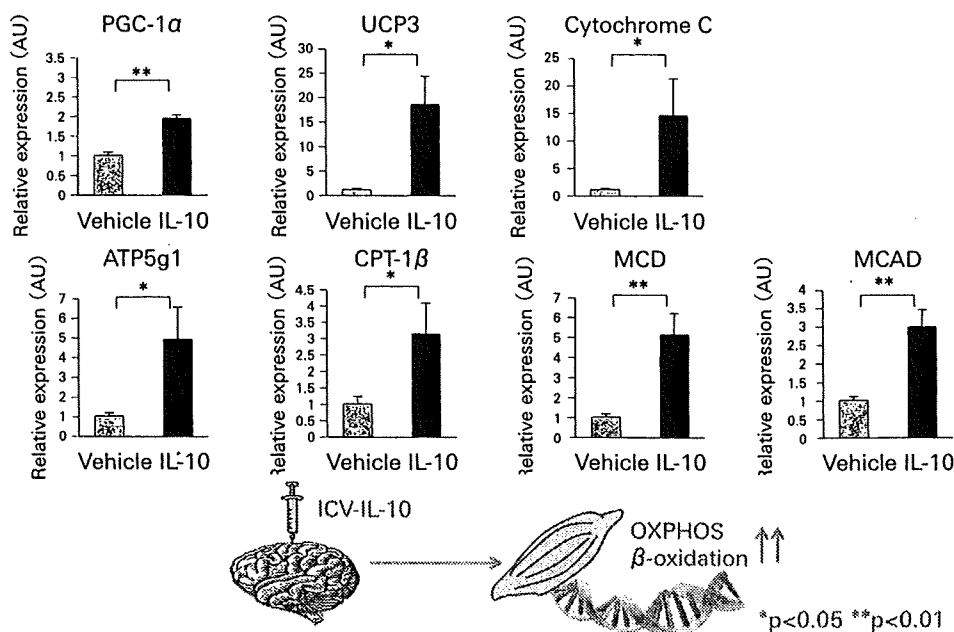 PGC-1α
Relative expression (AU)
3.5
3
2.5
2
1.5
1
0.5
0
**
Vehicle IL-10
UCP3
Relative expression (AU)
30
25
20
15
10
5
0
*
Vehicle IL-10
Cytochrome C
Relative expression (AU)
25
20
15
10
5
0
*
Vehicle IL-10
ATP5g1
Relative expression (AU)
7
6
5
4
3
2
1
0
*
Vehicle IL-10
CPT-1β
Relative expression (AU)
4.5
4
3.5
3
2.5
2
1.5
1
0.5
0
*
Vehicle IL-10
MCD
Relative expression (AU)
7
6
5
4
3
2
1
0
**
Vehicle IL-10
MCAD
Relative expression (AU)
4
3.5
3
2.5
2
1.5
1
0.5
0
**
Vehicle IL-10
ICV-IL-10
OXPHOS
β-oxidation
*p<0.05 **p<0.01